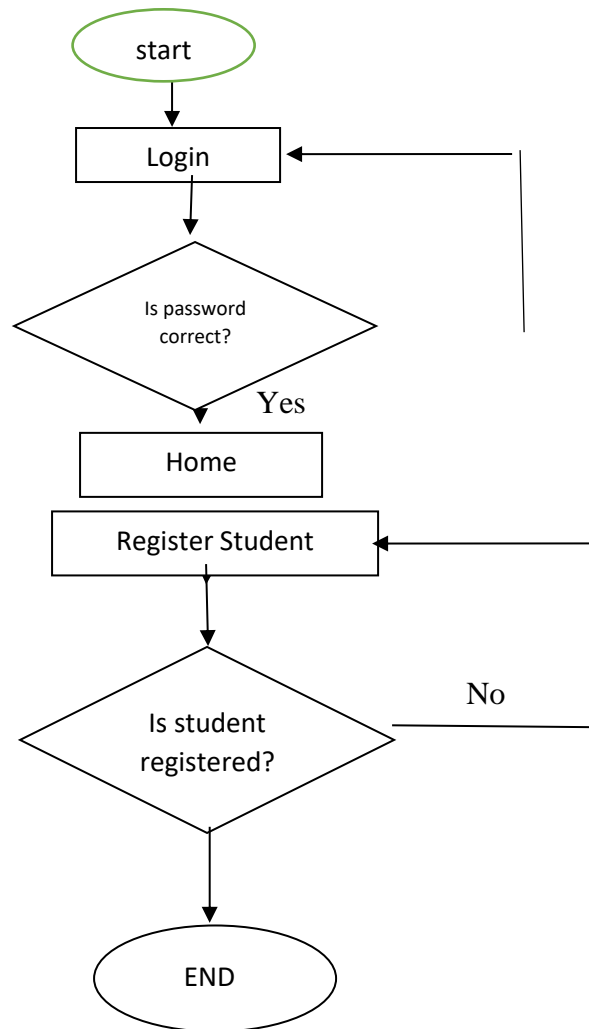 start
Login
Is password
correct?
Yes
Home
Register Student
No
Is student
registered?
END